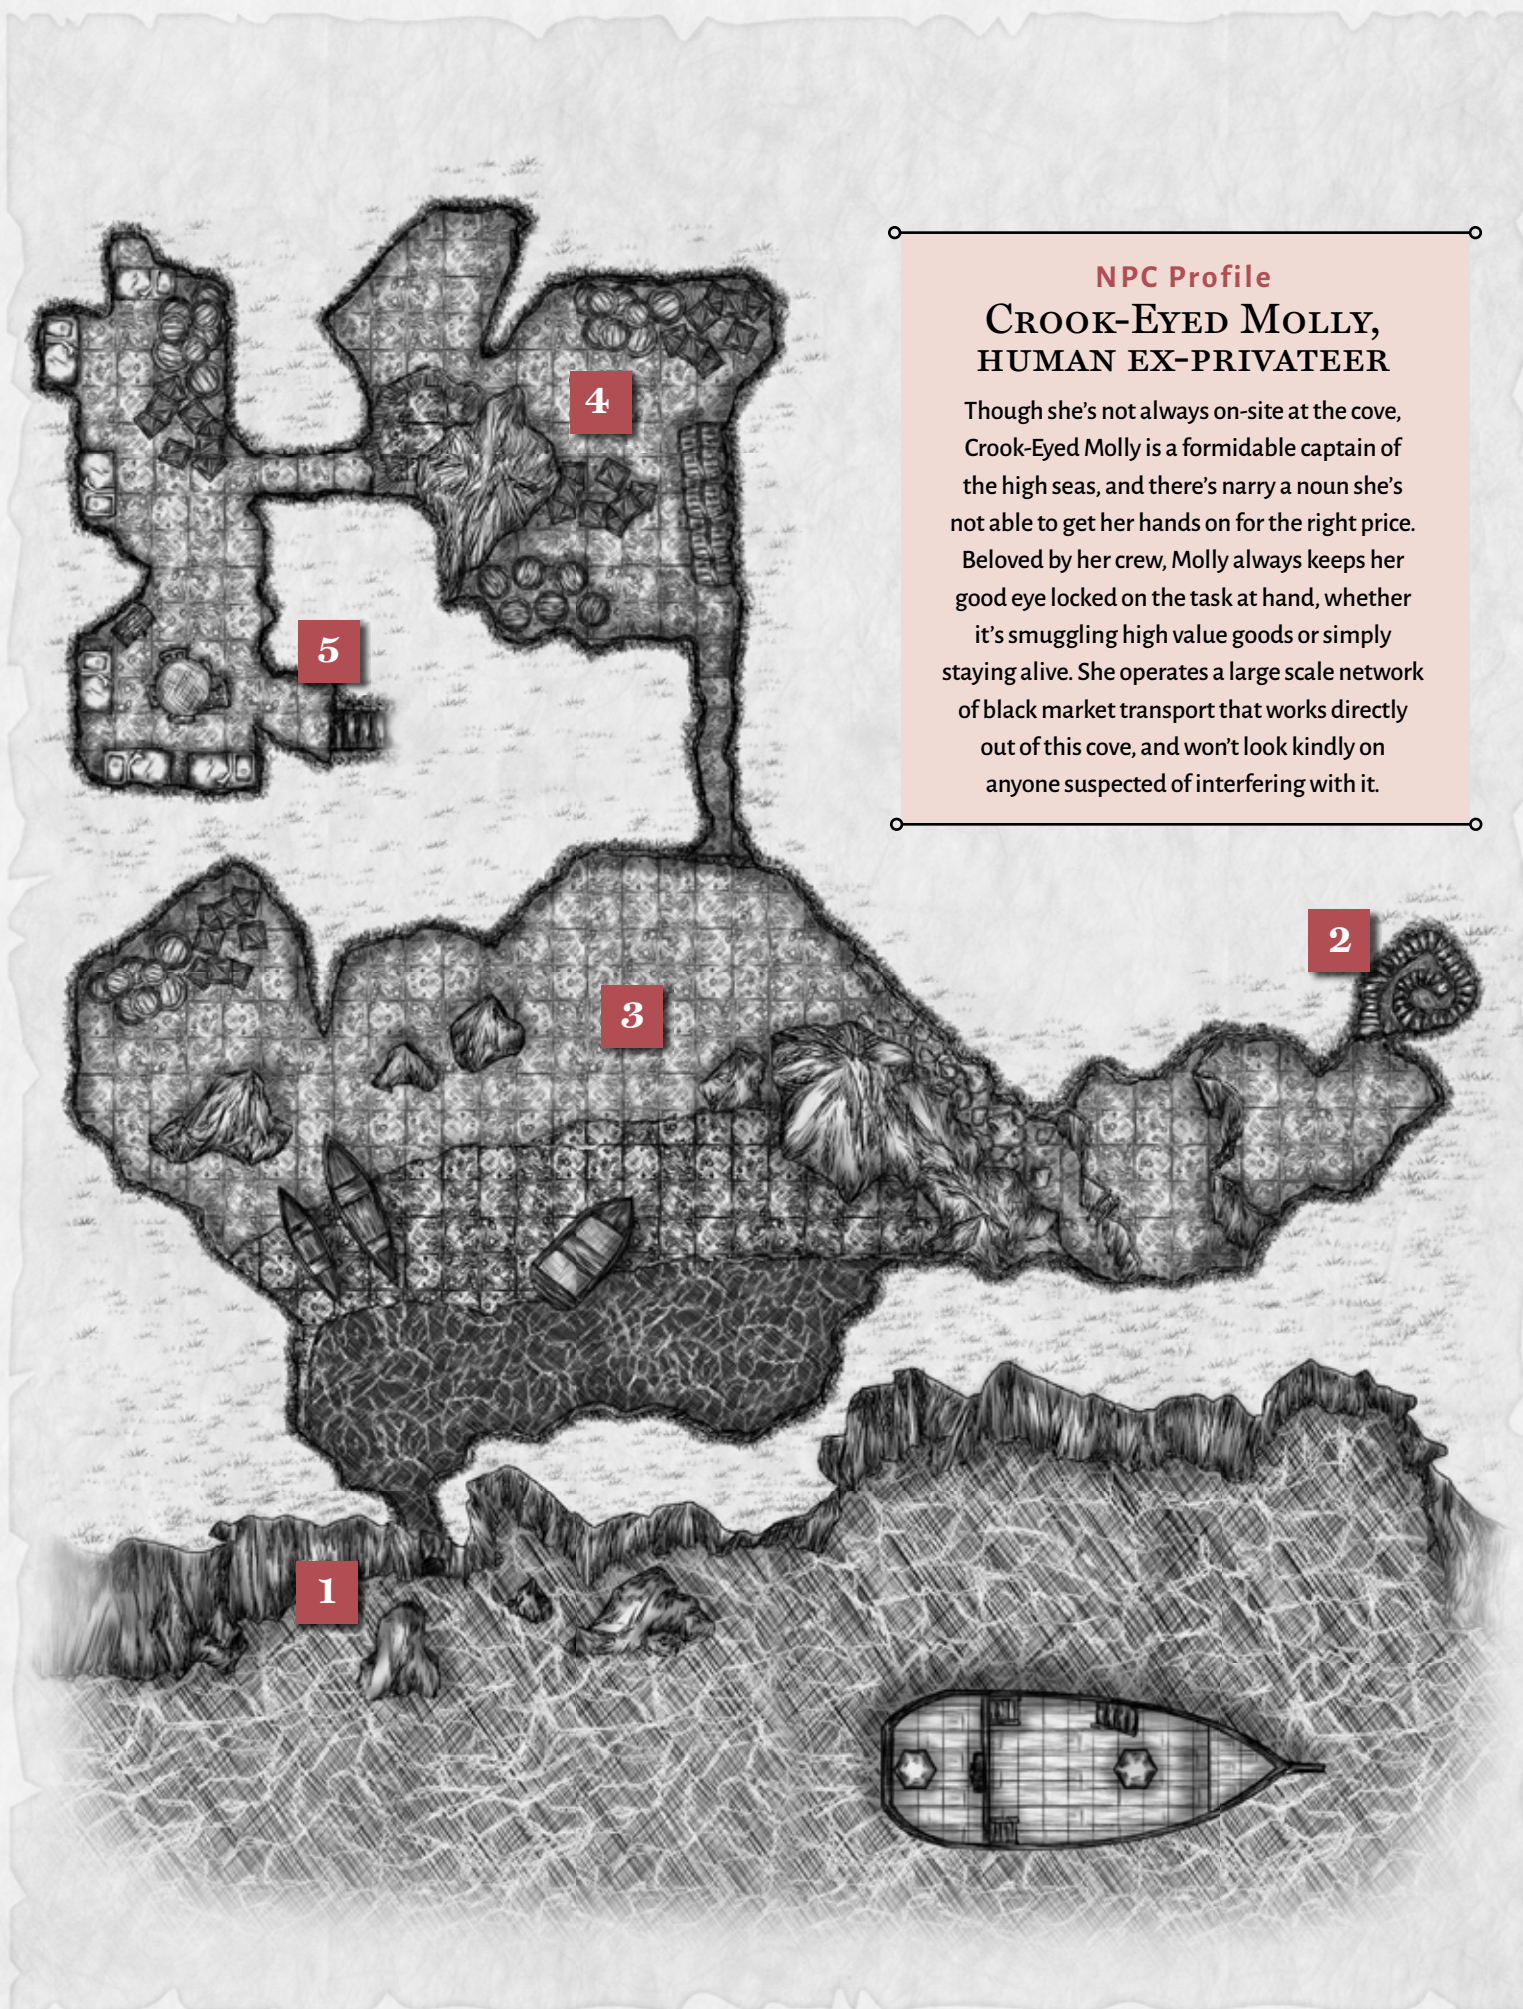 NPC Profile
Crook-Eyed Molly,
human ex-privateer
Though she's not always on-site at the cove,
Crook-Eyed Molly is a formidable captain of
the high seas, and there's narry a noun she's
not able to get her hands on for the right price.
Beloved by her crew, Molly always keeps her
good eye locked on the task at hand, whether
it's smuggling high value goods or simply
staying alive. She operates a large scale network
of black market transport that works directly
out of this cove, and won't look kindly on
anyone suspected of interfering with it.
4
5
2
3
1